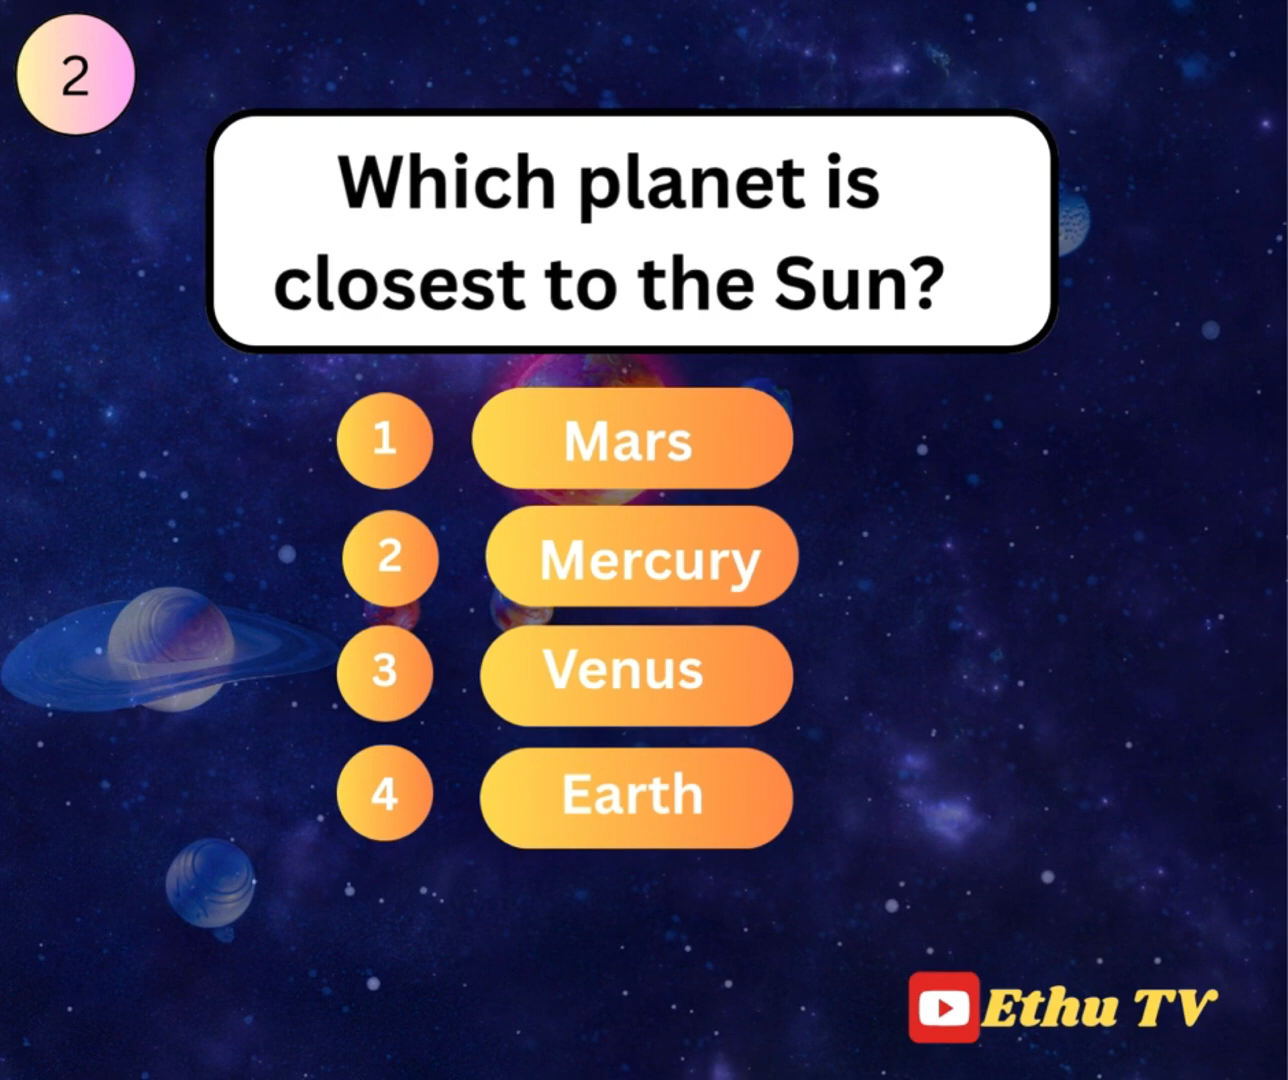 2
Which planet is
closest to the Sun?
1 Mars
2 Mercury
3 Venus
4 Earth
Ethu TV